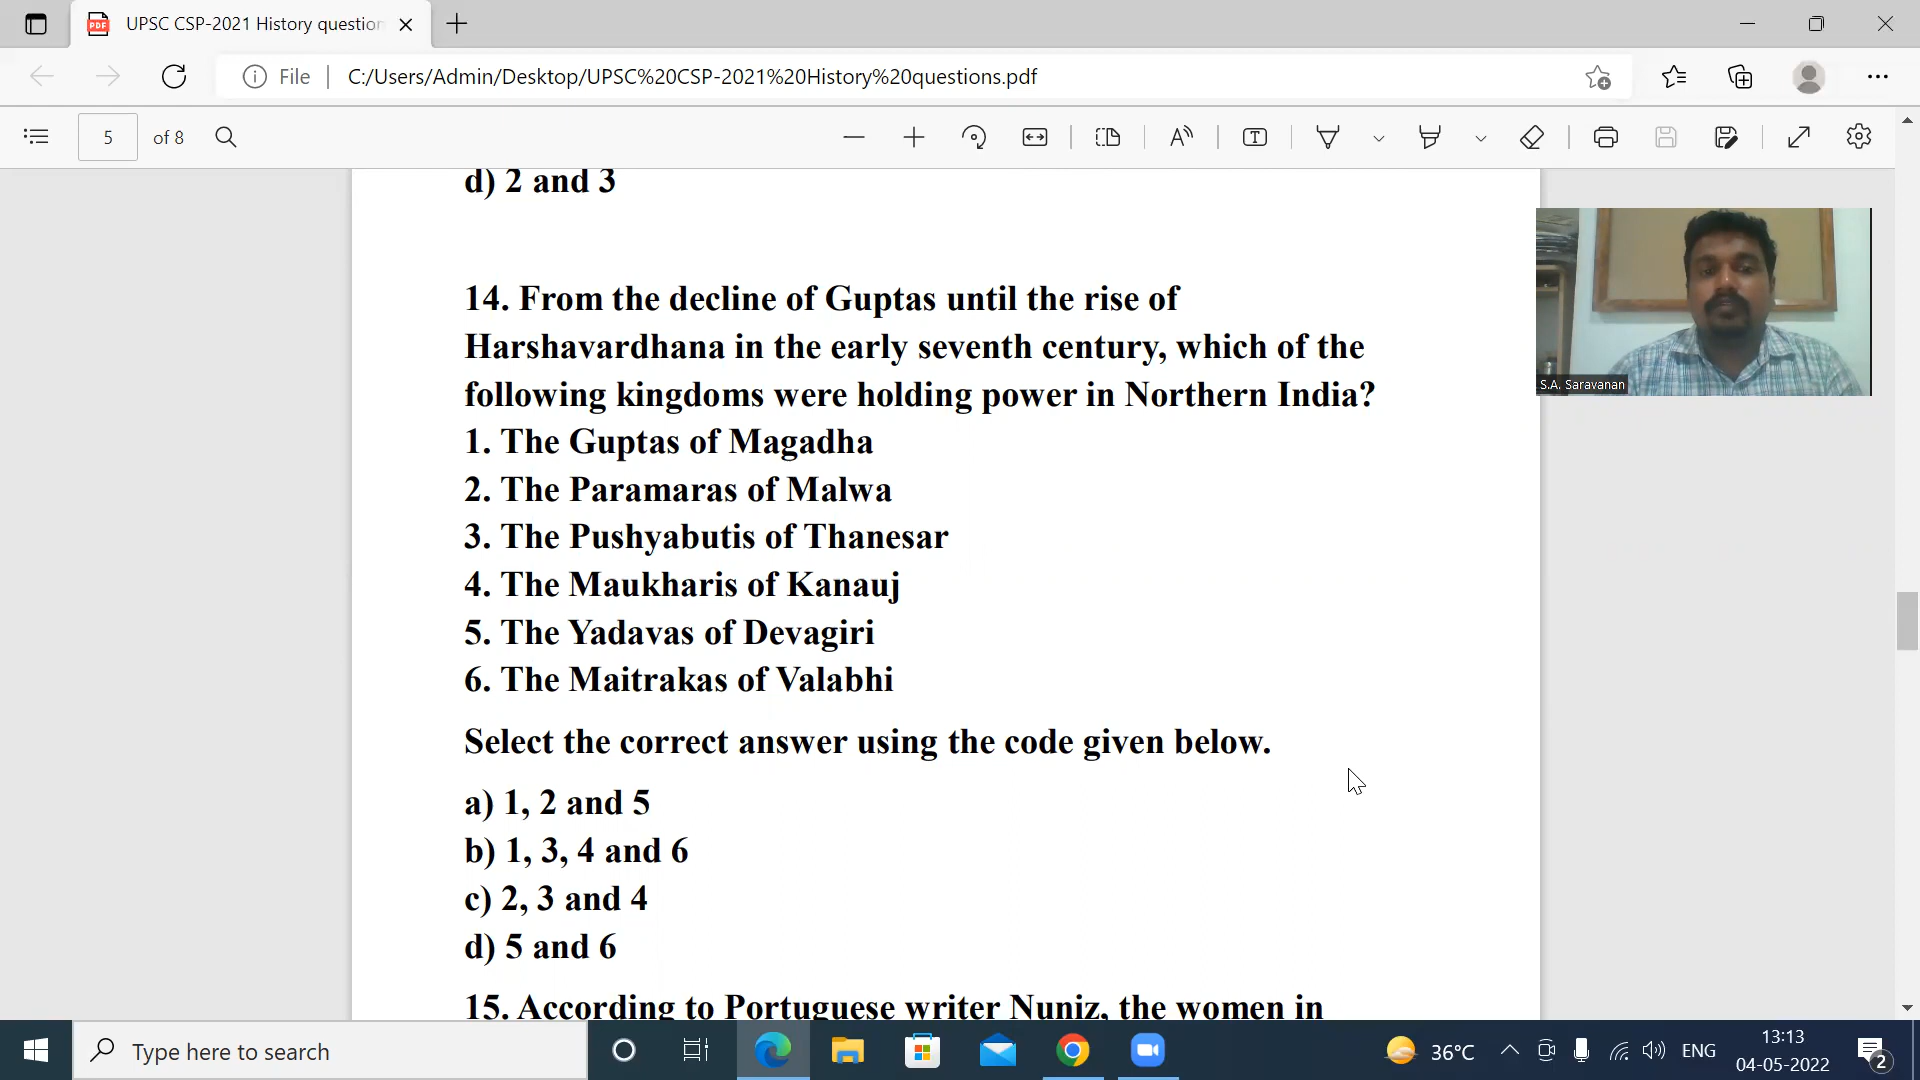 UPSC CSP-2021 History question
File
C:/Users/Admin/Desktop/UPSC%20CSP-2021%20History%20questions.pdf
5 of 8
d) 2 and 3
14. From the decline of Guptas until the rise of
Harshavardhana in the early seventh century, which of the
following kingdoms were holding power in Northern India?
1. The Guptas of Magadha
2. The Paramaras of Malwa
3. The Pushyabutis of Thanesar
4. The Maukharis of Kanauj
5. The Yadavas of Devagiri
6. The Maitrakas of Valabhi
Select the correct answer using the code given below.
a) 1, 2 and 5
b) 1, 3, 4 and 6
c) 2, 3 and 4
d) 5 and 6
15. According to Portuguese writer Nuniz, the women in
S.A. Saravanan
Type here to search
36°C
ENG
13:13
04-05-2022
2